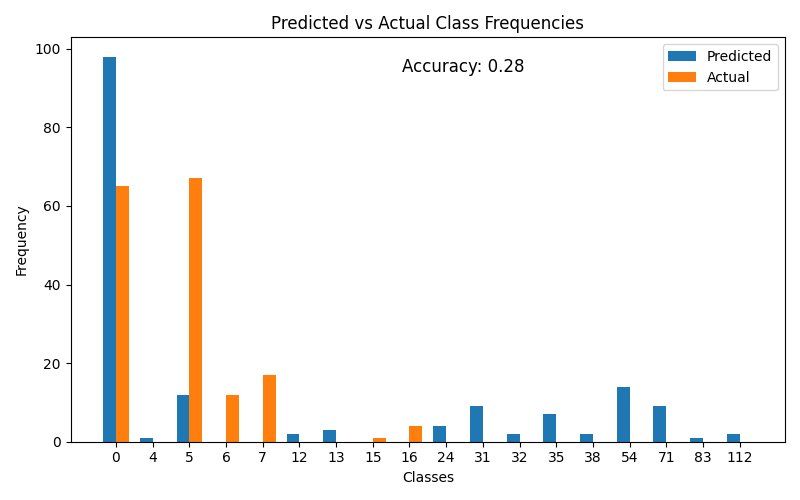 Predicted vs Actual Class Frequencies
100
80
60
40
20
0
Frequency
Accuracy: 0.28
Predicted
Actual
0 4 5 6 7 12 13 15 16 24 31 32 35 38 54 71 83 112
Classes